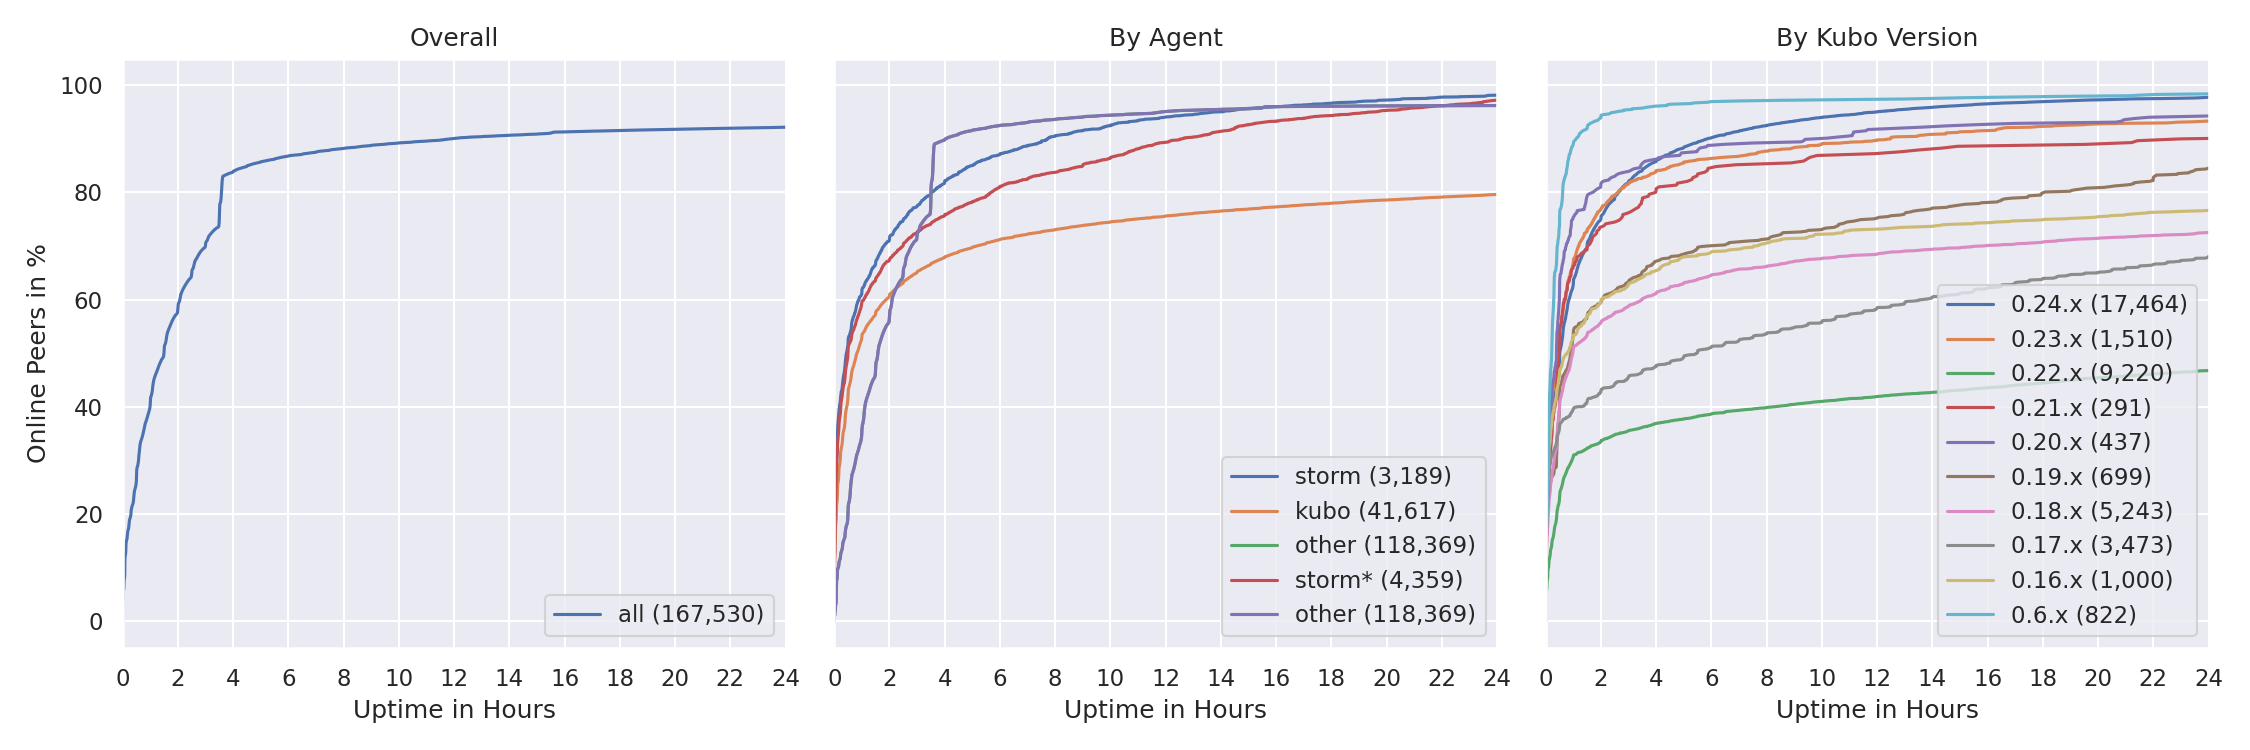 Overall
By Agent
By Kubo Version
Online Peers in %
100
80
60
40
20
0
all (167,530)
storm (3,189)
kubo (41,617)
other (118,369)
storm* (4,359)
other (118,369)
0.24.x (17,464)
0.23.x (1,510)
0.22.x (9,220)
0.21.x (291)
0.20.x (437)
0.19.x (699)
0.18.x (5,243)
0.17.x (3,473)
0.16.x (1,000)
0.6.x (822)
0 2 4 6 8 10 12 14 16 18 20 22 24
0 2 4 6 8 10 12 14 16 18 20 22 24
0 2 4 6 8 10 12 14 16 18 20 22 24
Uptime in Hours
Uptime in Hours
Uptime in Hours